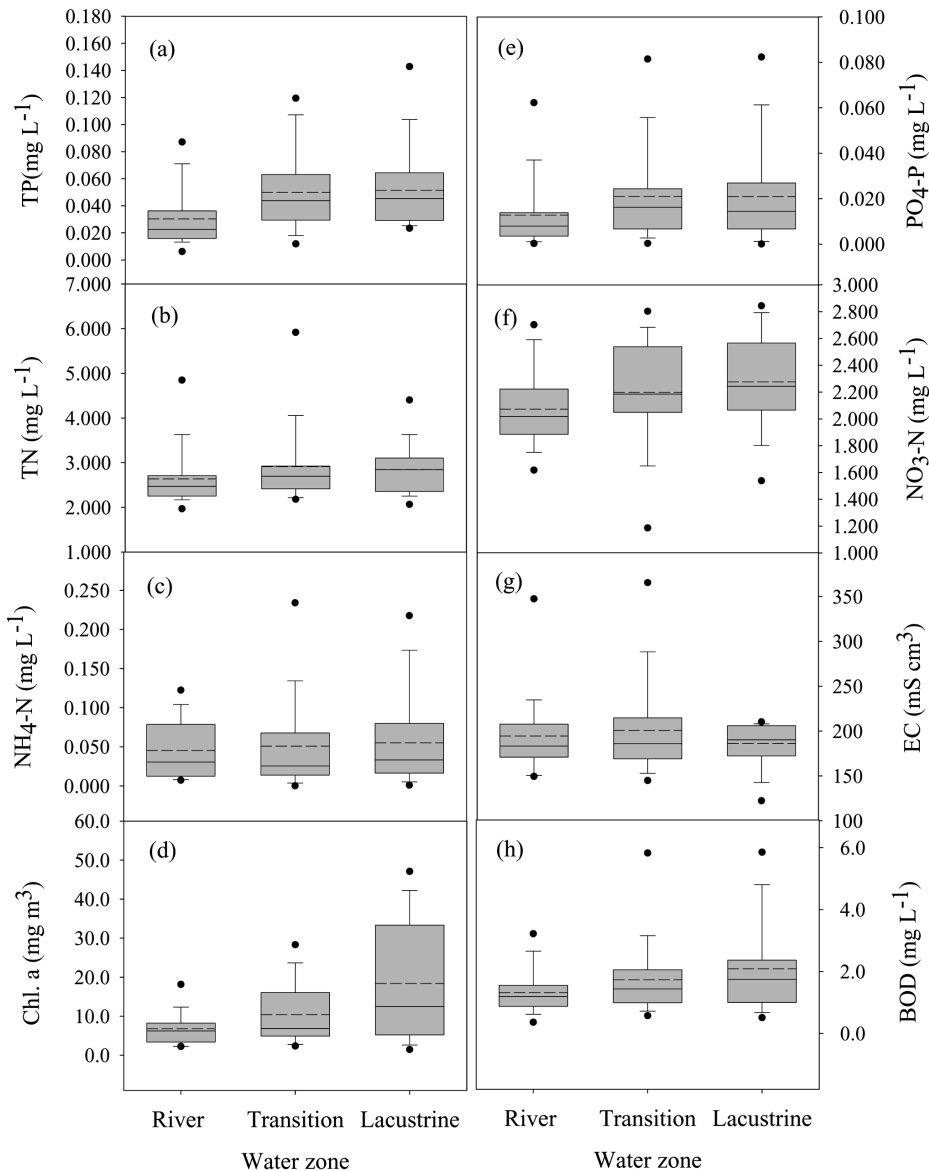 (a)
TP(mg L-1)
0.180
0.160
0.140
0.120
0.100
0.080
0.060
0.040
0.020
0.000
(e)
PO4-P (mg L-1)
0.100
0.080
0.060
0.040
0.020
0.000
(b)
TN (mg L-1)
7.000
6.000
5.000
4.000
3.000
2.000
1.000
(f)
NO3-N (mg L-1)
3.000
2.800
2.600
2.400
2.200
2.000
1.800
1.600
1.400
1.200
1.000
(c)
NH4-N (mg L-1)
0.250
0.200
0.150
0.100
0.050
0.000
(g)
EC (mS cm3)
350
300
250
200
150
100
(d)
Chl. a (mg m3)
60.0
50.0
40.0
30.0
20.0
10.0
0.0
(h)
BOD (mg L-1)
6.0
4.0
2.0
0.0
River Transition Lacustrine
Water zone
River Transition Lacustrine
Water zone